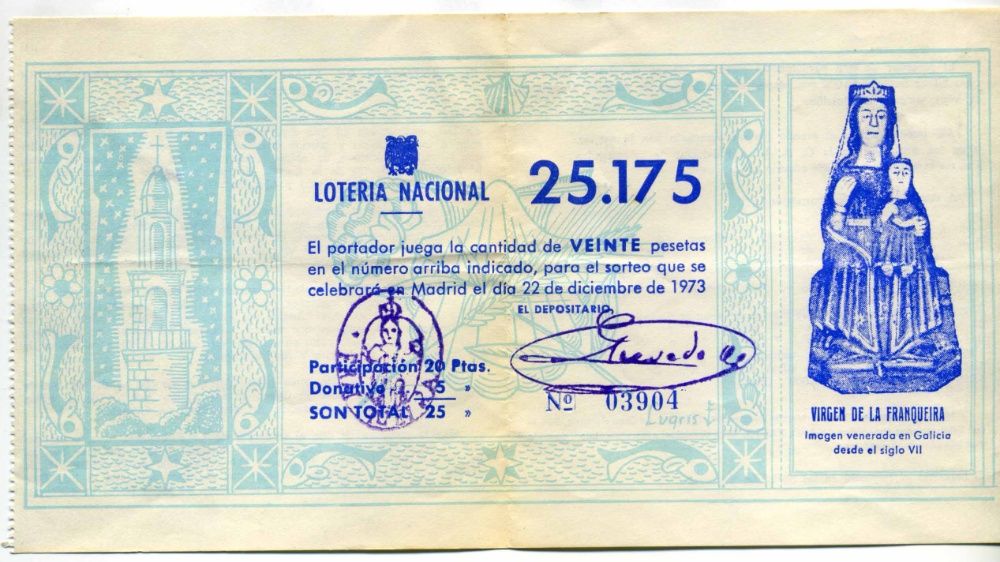 LOTERIA NACIONAL
25.175
El portador juega la cantidad de VEINTE pesetas
en el número arriba indicado, para el sorteo que se
celebrará en Madrid el día 22 de diciembre de 1973
EL DEPOSITARIO,
Participación 20 Ptas.
Donativo 5 »
SON TOTAL 25 »
Nº 03904
Lugris
VIRGEN DE LA FRANQUEIRA
Imagen venerada en Galicia
desde el siglo VII